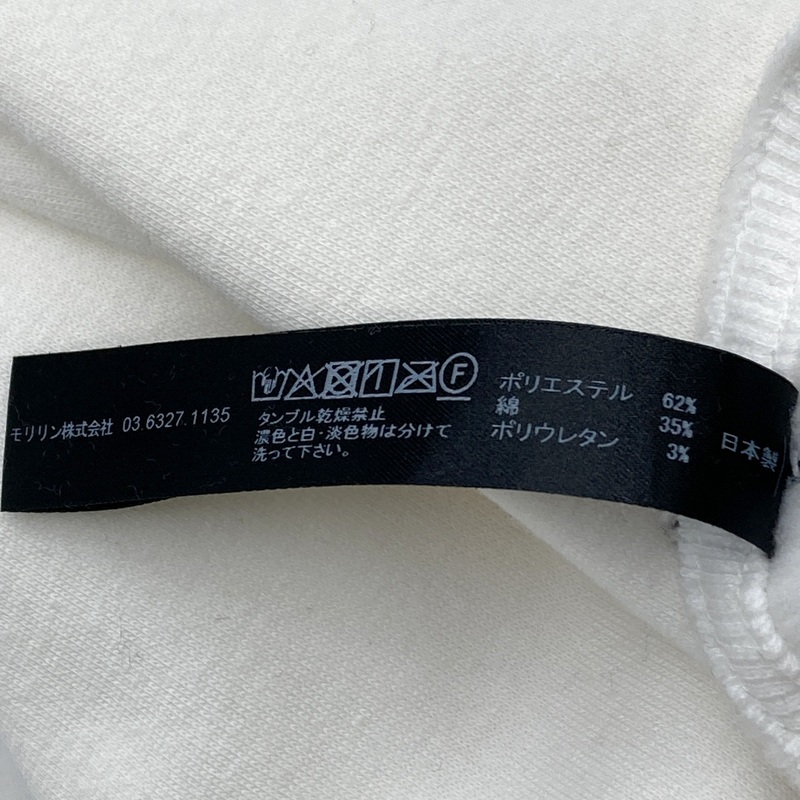 モリリン株式会社 03.6327.1135
F
タンブル乾燥禁止
濃色と白・淡色物は分けて
洗って下さい。
ポリエステル 62%
綿 35%
ポリウレタン 3%
日本製